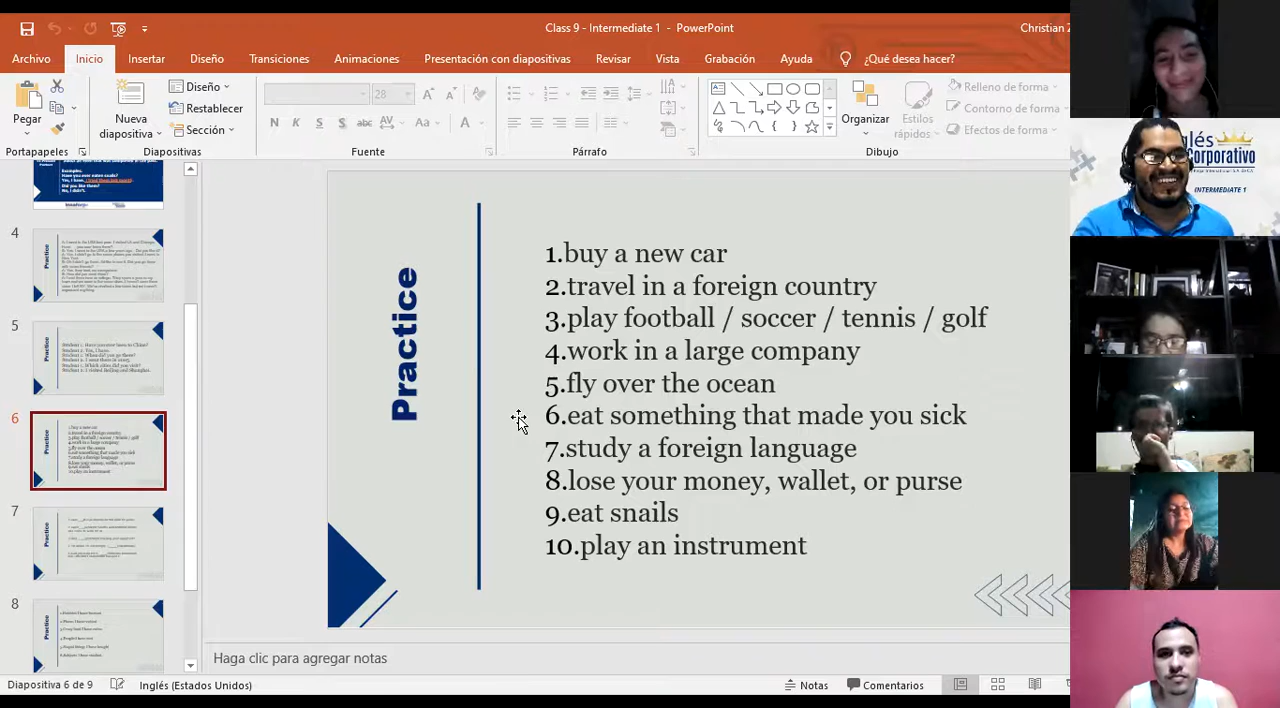 Class 9 - Intermediate 1 - PowerPoint
Christian Z
Archivo Inicio Insertar Diseño Transiciones Animaciones Presentación con diapositivas Revisar Vista Grabación Ayuda ¿Qué desea hacer?
Pegar
Nueva diapositiva
Diseño
Restablecer
Sección
28
N K S S abc AV Aa A
Organizar
Estilos rápidos
Relleno de forma
Contorno de forma
Efectos de forma
Portapapeles Diapositivas Fuente Párrafo Dibujo
4
5
6
7
8
Practice
1.buy a new car
2.travel in a foreign country
3.play football / soccer / tennis / golf
4.work in a large company
5.fly over the ocean
6.eat something that made you sick
7.study a foreign language
8.lose your money, wallet, or purse
9.eat snails
10.play an instrument
Haga clic para agregar notas
Diapositiva 6 de 9 Inglés (Estados Unidos) Notas Comentarios
glés
Corporativo
INTERMEDIATE 1